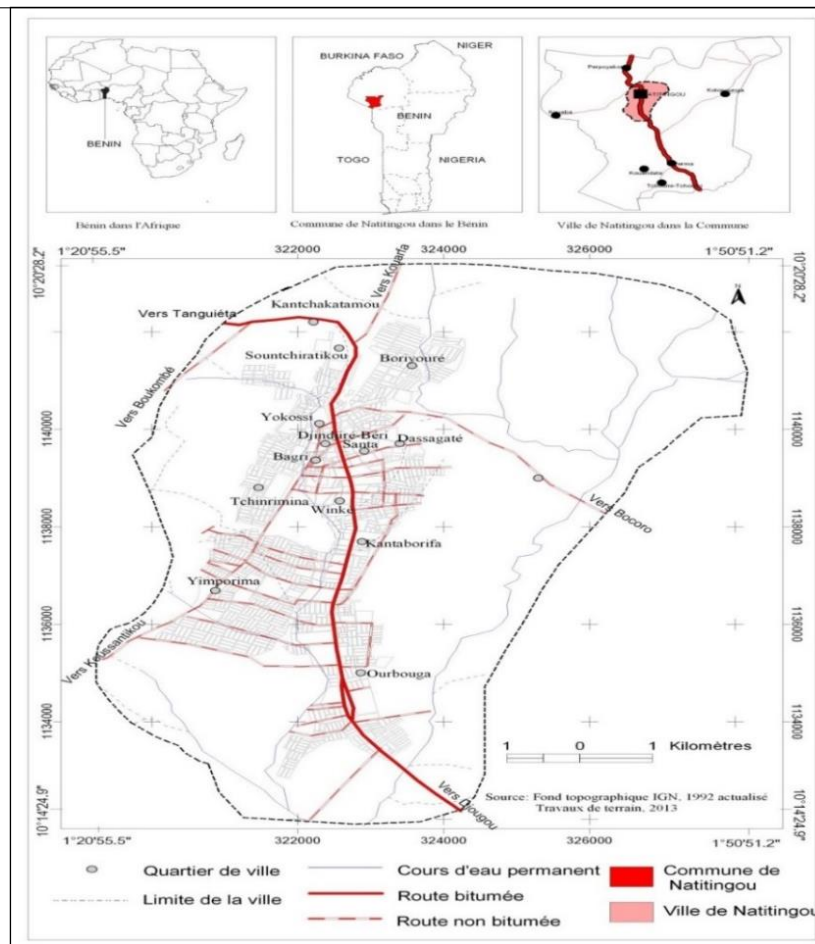 BENIN
Bénin dans l'Afrique
BURKINA FASO
NIGER
BENIN
TOGO
NIGERIA
Commune de Natitingou dans le Bénin
Ville de Natitingou dans la Commune
1°20'55.5"
322000
324000
326000
1°50'51.2"
10°20'28.2"
10°20'28.2"
N
Vers Kouarfa
Vers Tanguiéta
Kantchakatamou
Sountchiratikou
Boriyouré
Vers Boukombé
Yokossi
1140000
1140000
Djindjré-Béri
Dassagaté
Santa
Bagri
Tchinrimina
Winkè
Vers Bocoro
1138000
1138000
Kantaborifa
Yimporima
1136000
1136000
Vers Koussantikou
Ourbouga
1134000
1134000
1 0 1 Kilomètres
Vers Djougou
Source: Fond topographique IGN, 1992 actualisé
Travaux de terrain, 2013
10°14'24.9"
10°14'24.9"
1°20'55.5"
322000
324000
326000
1°50'51.2"
Quartier de ville
Cours d'eau permanent
Commune de
Natitingou
Limite de la ville
Route bitumée
Route non bitumée
Ville de Natitingou